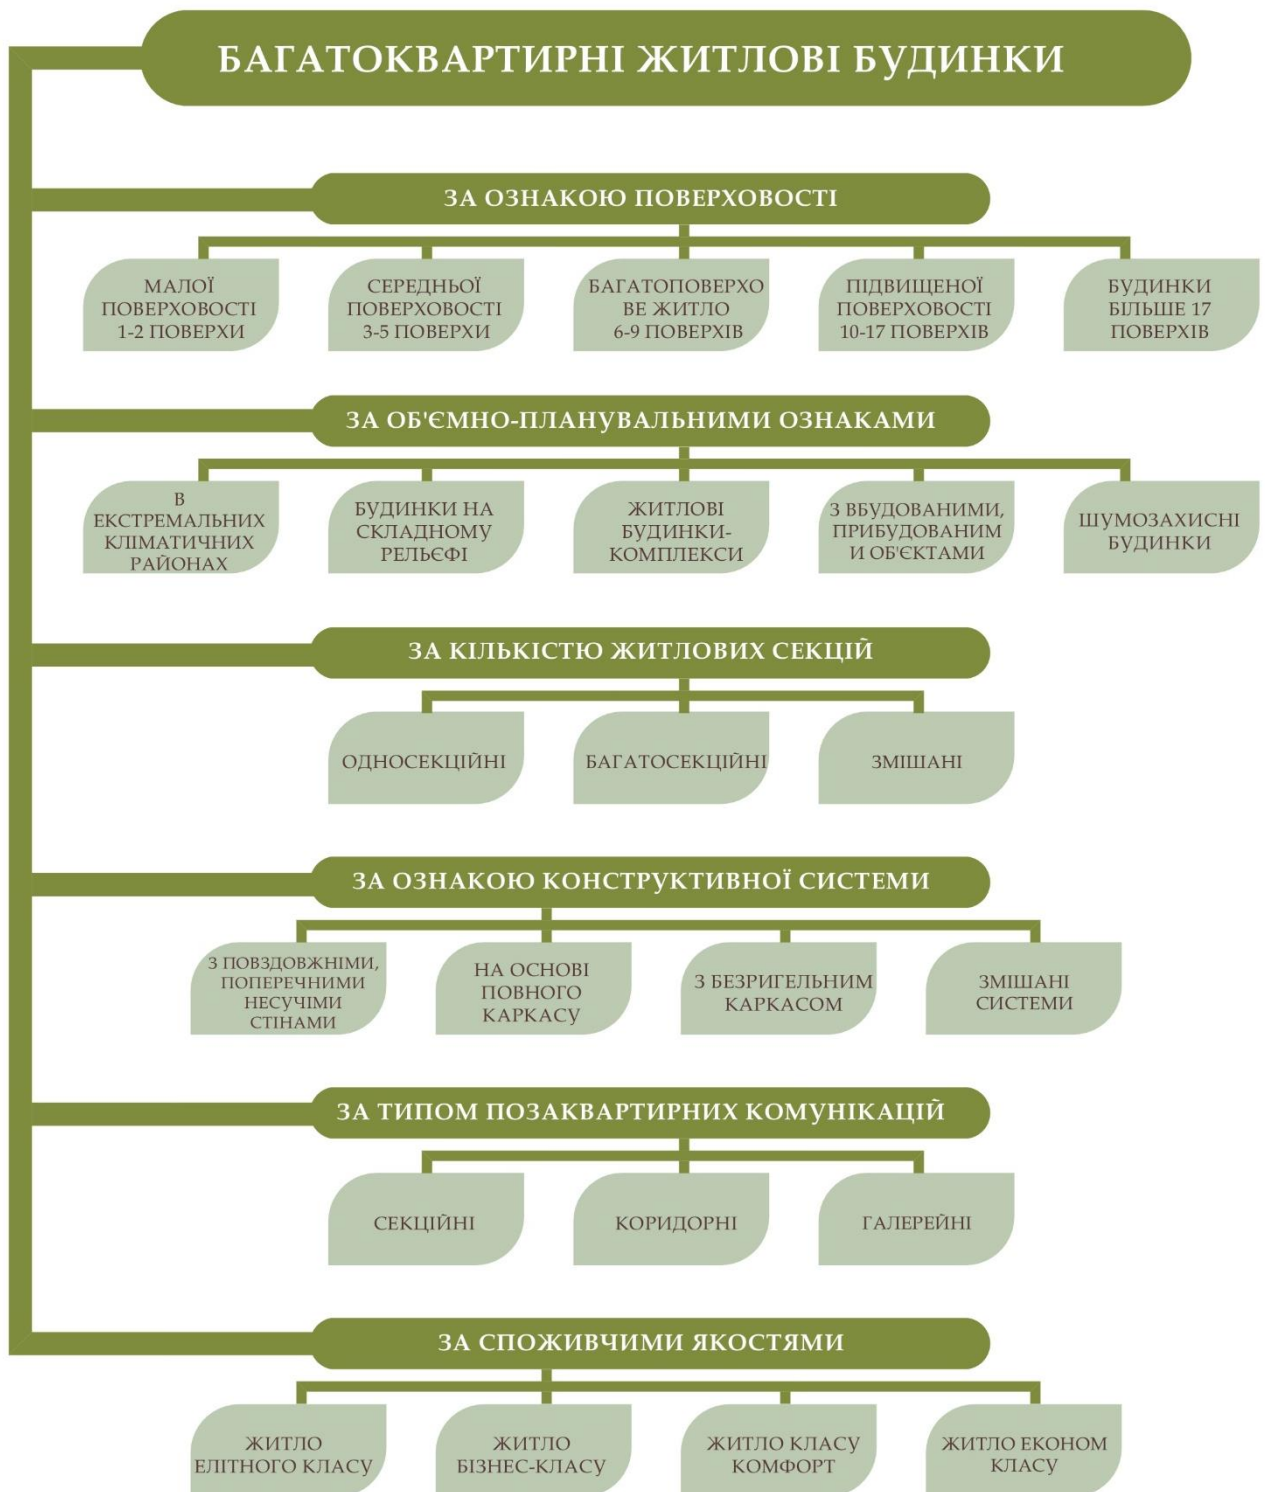 БАГАТОКВАРТИРНІ ЖИТЛОВІ БУДИНКИ
ЗА ОЗНАКОЮ ПОВЕРХОВОСТІ
МАЛОЇ
ПОВЕРХОВОСТІ
1-2 ПОВЕРХИ
СЕРЕДНЬОЇ
ПОВЕРХОВОСТІ
3-5 ПОВЕРХИ
БАГАТОПОВЕРХО
ВЕ ЖИТЛО
6-9 ПОВЕРХІВ
ПІДВИЩЕНОЇ
ПОВЕРХОВОСТІ
10-17 ПОВЕРХІВ
БУДИНКИ
БІЛЬШЕ 17
ПОВЕРХІВ
ЗА ОБ'ЄМНО-ПЛАНУВАЛЬНИМИ ОЗНАКАМИ
В
ЕКСТРЕМАЛЬНИХ
КЛІМАТИЧНИХ
РАЙОНАХ
БУДИНКИ НА
СКЛАДНОМУ
РЕЛЬЄФІ
ЖИТЛОВІ
БУДИНКИ-
КОМПЛЕКСИ
З ВБУДОВАНИМИ,
ПРИБУДОВАНИМ
И ОБ'ЄКТАМИ
ШУМОЗАХИСНІ
БУДИНКИ
ЗА КІЛЬКІСТЮ ЖИТЛОВИХ СЕКЦІЙ
ОДНОСЕКЦІЙНІ
БАГАТОСЕКЦІЙНІ
ЗМІШАНІ
ЗА ОЗНАКОЮ КОНСТРУКТИВНОЇ СИСТЕМИ
З ПОВЗДОВЖНІМИ,
ПОПЕРЕЧНИМИ
НЕСУЧІМИ
СТІНАМИ
НА ОСНОВІ
ПОВНОГО
КАРКАСУ
З БЕЗРИГЕЛЬНИМ
КАРКАСОМ
ЗМІШАНІ
СИСТЕМИ
ЗА ТИПОМ ПОЗАКВАРТИРНИХ КОМУНІКАЦІЙ
СЕКЦІЙНІ
КОРИДОРНІ
ГАЛЕРЕЙНІ
ЗА СПОЖИВЧИМИ ЯКОСТЯМИ
ЖИТЛО
ЕЛІТНОГО КЛАСУ
ЖИТЛО
БІЗНЕС-КЛАСУ
ЖИТЛО КЛАСУ
КОМФОРТ
ЖИТЛО ЕКОНОМ
КЛАСУ